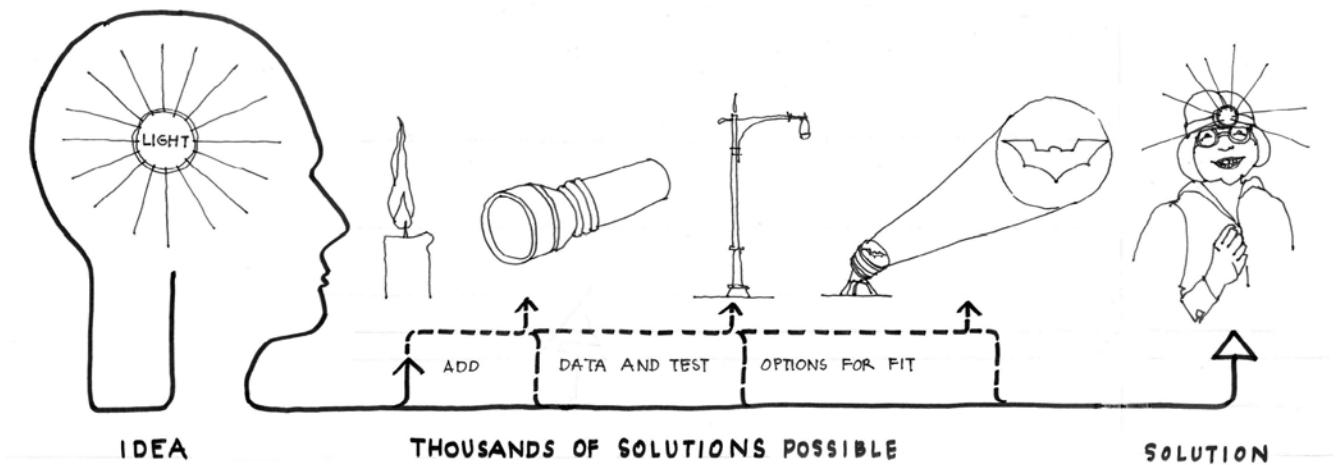 LIGHT
ADD DATA AND TEST OPTIONS FOR FIT
IDEA THOUSANDS OF SOLUTIONS POSSIBLE SOLUTION